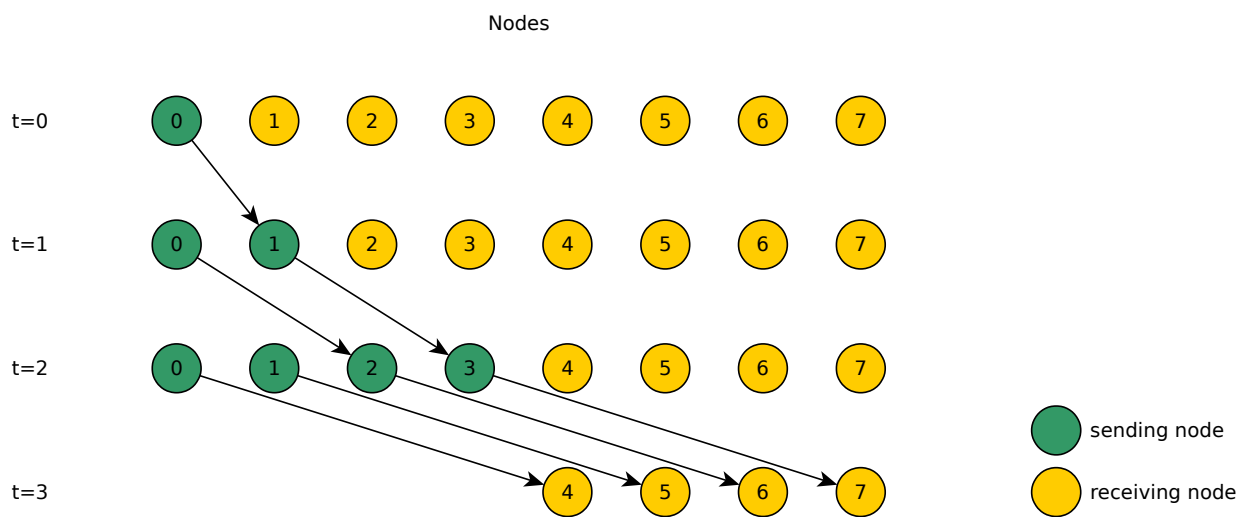 Nodes
t=0 0 1 2 3 4 5 6 7
t=1 0 1 2 3 4 5 6 7
t=2 0 1 2 3 4 5 6 7
sending node
t=3 4 5 6 7 receiving node